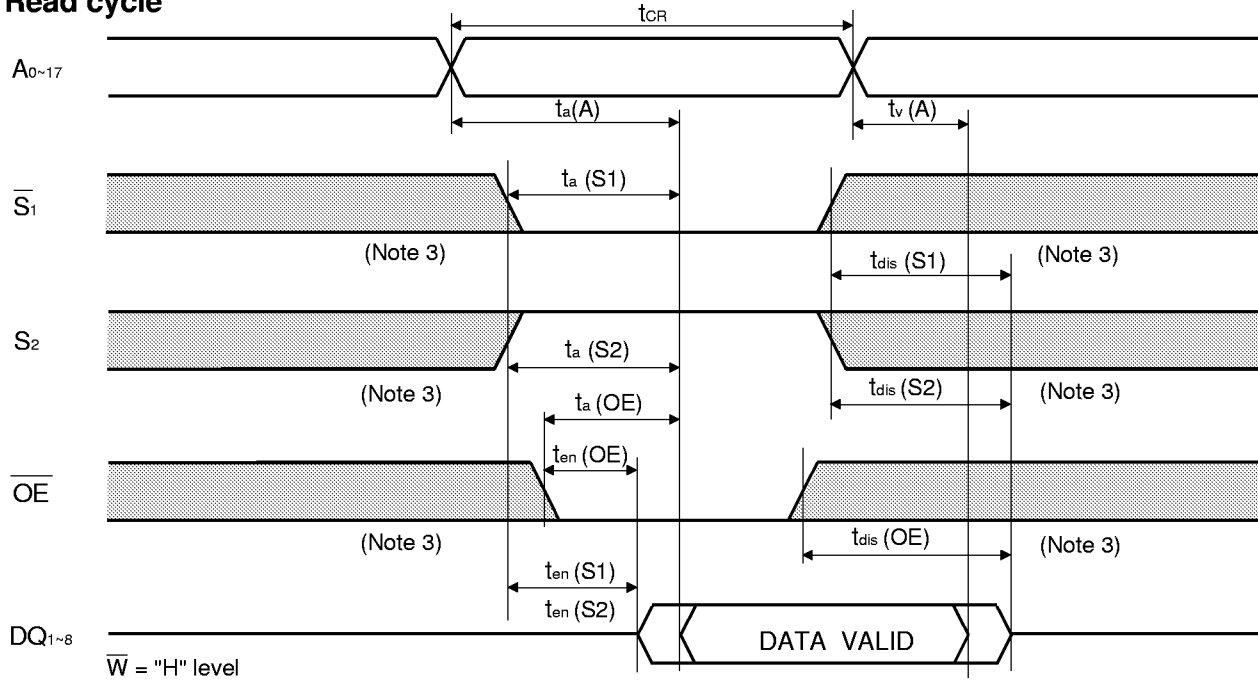 Read cycle
tCR
A0~17
ta(A)
tv (A)
S̅1
ta (S1)
(Note 3)
tdis (S1)
(Note 3)
S2
ta (S2)
(Note 3)
tdis (S2)
(Note 3)
ta (OE)
ten (OE)
O̅E̅
(Note 3)
tdis (OE)
(Note 3)
ten (S1)
ten (S2)
DQ1~8
DATA VALID
W̅ = "H" level